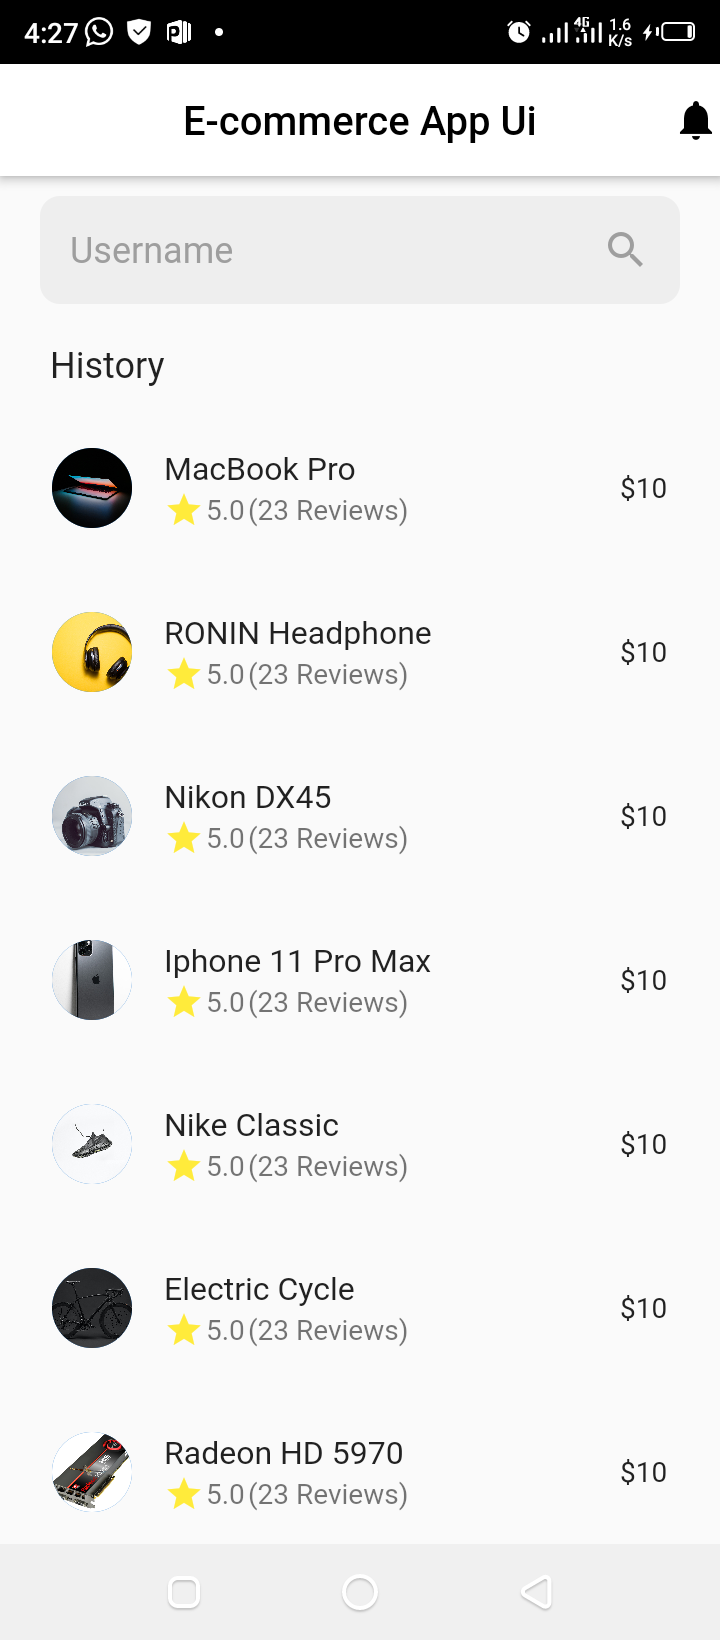 4:27 4G 1.6 K/s
E-commerce App Ui
Username
History
MacBook Pro
5.0(23 Reviews) $10
RONIN Headphone
5.0(23 Reviews) $10
Nikon DX45
5.0(23 Reviews) $10
Iphone 11 Pro Max
5.0(23 Reviews) $10
Nike Classic
5.0(23 Reviews) $10
Electric Cycle
5.0(23 Reviews) $10
Radeon HD 5970
5.0(23 Reviews) $10